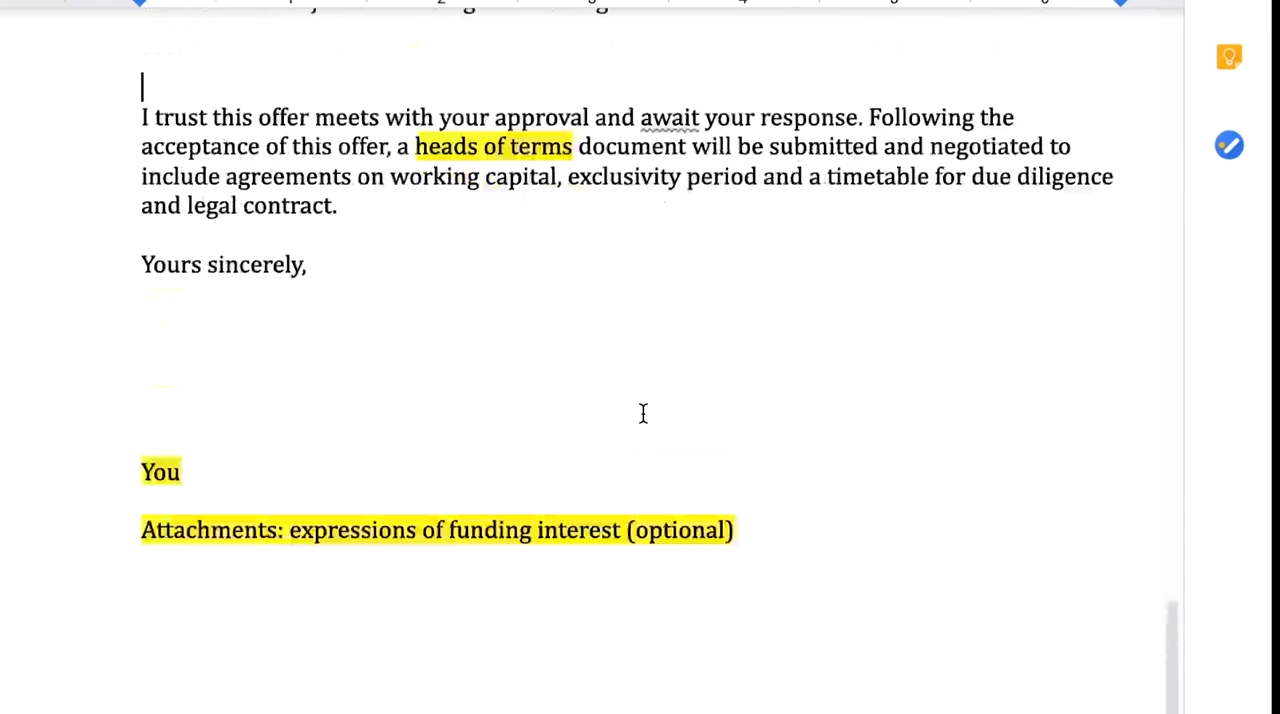 I trust this offer meets with your approval and await your response. Following the
acceptance of this offer, a heads of terms document will be submitted and negotiated to
include agreements on working capital, exclusivity period and a timetable for due diligence
and legal contract.
Yours sincerely,
You
Attachments: expressions of funding interest (optional)